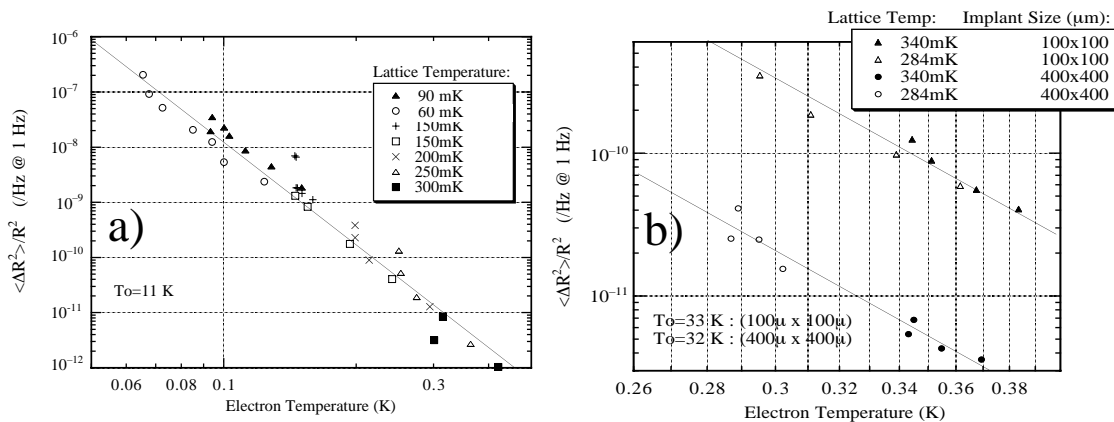 a)
<ΔR²>/R² (/Hz @ 1 Hz)
10⁻⁶
10⁻⁷
10⁻⁸
10⁻⁹
10⁻¹⁰
10⁻¹¹
10⁻¹²
Lattice Temperature:
90 mK
60 mK
150mK
150mK
200mK
250mK
300mK
a)
To=11 K
0.06
0.08
0.1
0.2
0.3
Electron Temperature (K)
Lattice Temp: Implant Size (μm):
340mK 100x100
284mK 100x100
340mK 400x400
284mK 400x400
<ΔR²>/R² (/Hz @ 1 Hz)
10⁻¹⁰
10⁻¹¹
b)
To=33 K : (100μ x 100μ)
To=32 K : (400μ x 400μ)
0.26
0.28
0.3
0.32
0.34
0.36
0.38
Electron Temperature (K)